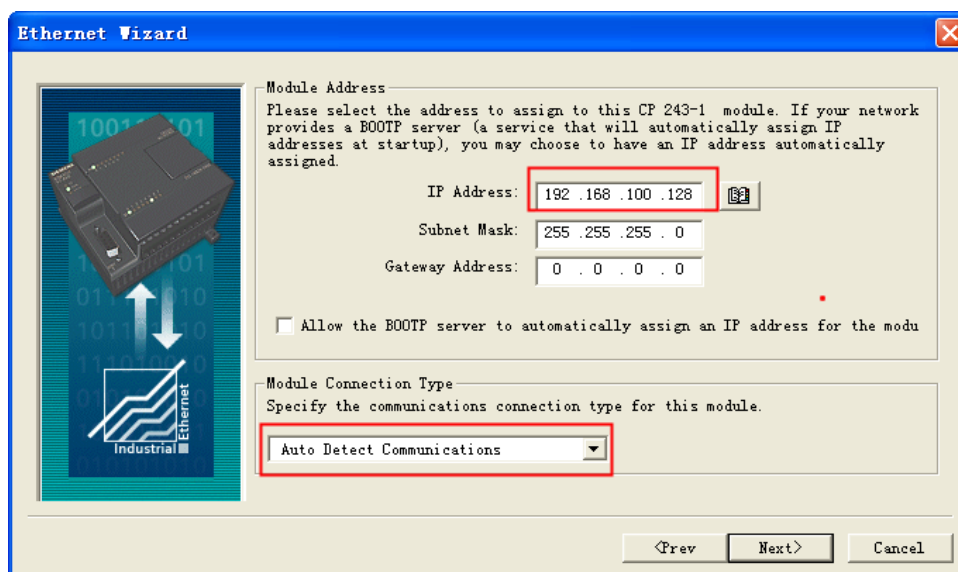 Ethernet Wizard
Module Address
Please select the address to assign to this CP 243-1 module. If your network
provides a BOOTP server (a service that will automatically assign IP
addresses at startup), you may choose to have an IP address automatically
assigned.
IP Address: 192 .168 .100 .128
Subnet Mask: 255 .255 .255 . 0
Gateway Address: 0 . 0 . 0 . 0
Allow the BOOTP server to automatically assign an IP address for the modu
Module Connection Type
Specify the communications connection type for this module.
Auto Detect Communications
Industrial
Ethernet
<Prev Next> Cancel